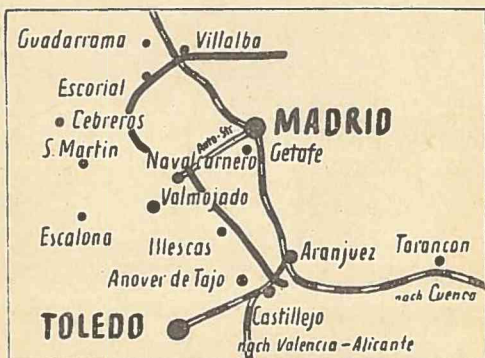 Guadarrama Villalba
Escorial
Cebreros
MADRID
S. Martin
Auto-Str.
Navalcarnero Getafe
Valmojado
Escalona
Illescas
Aranjuez Tarancon
Anover de Tajo
nach Cuenca
TOLEDO
Castillejo
nach Valencia-Alicante